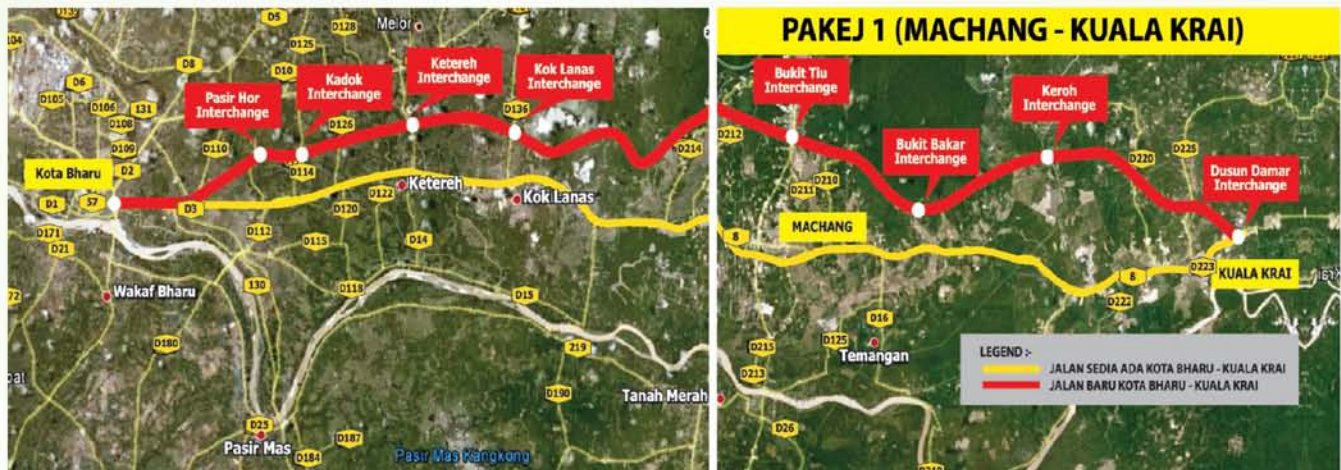 PAKEJ 1 (MACHANG - KUALA KRAI)
D5
D128
Melor
D125
D8
D10
D6
D105
D106
131
D108
D109
D2
D110
Pasir Hor
Interchange
Kadok
Interchange
D126
Ketereh
Interchange
Kok Lanas
Interchange
D136
D114
D214
Kota Bharu
D1
57
D3
D122
Ketereh
Kok Lanas
D120
D171
D21
D112
D115
D14
Wakaf Bharu
130
D118
D15
D180
219
Tanah Merah
D190
D25
Pasir Mas
D184
D187
Pasir Mas Kangkong
Bukit Tiu
Interchange
D212
D211
D210
Bukit Bakar
Interchange
Keroh
Interchange
D225
D220
Dusun Damar
Interchange
8
MACHANG
8
D223
KUALA KRAI
D222
D16
D215
D125
Temangan
D213
D26
LEGEND :-
JALAN SEDIA ADA KOTA BHARU - KUALA KRAI
JALAN BARU KOTA BHARU - KUALA KRAI